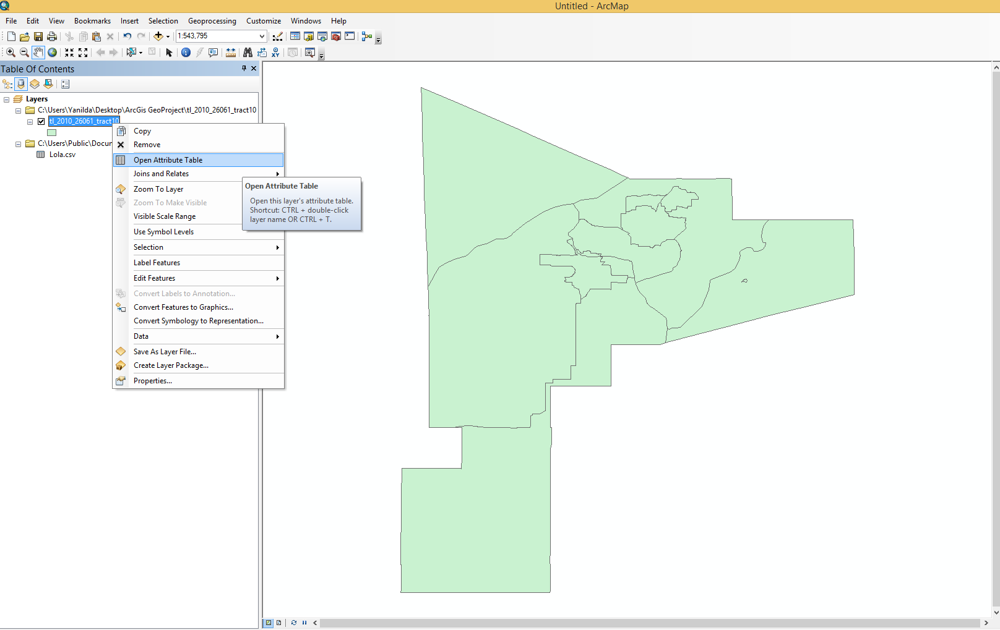 Untitled - ArcMap
File Edit View Bookmarks Insert Selection Geoprocessing Customize Windows Help
1:543,795
Table Of Contents
Layers
C:\Users\Yanilda\Desktop\ArcGis GeoProject\tl_2010_26061_tract10
tl_2010_26061_tract10
C:\Users\Public\Docum
Lola.csv
Copy
Remove
Open Attribute Table
Joins and Relates
Zoom To Layer
Zoom To Make Visible
Visible Scale Range
Use Symbol Levels
Selection
Label Features
Edit Features
Convert Labels to Annotation...
Convert Features to Graphics...
Convert Symbology to Representation...
Data
Save As Layer File...
Create Layer Package...
Properties...
Open Attribute Table
Open this layer's attribute table.
Shortcut: CTRL + double-click
layer name OR CTRL + T.